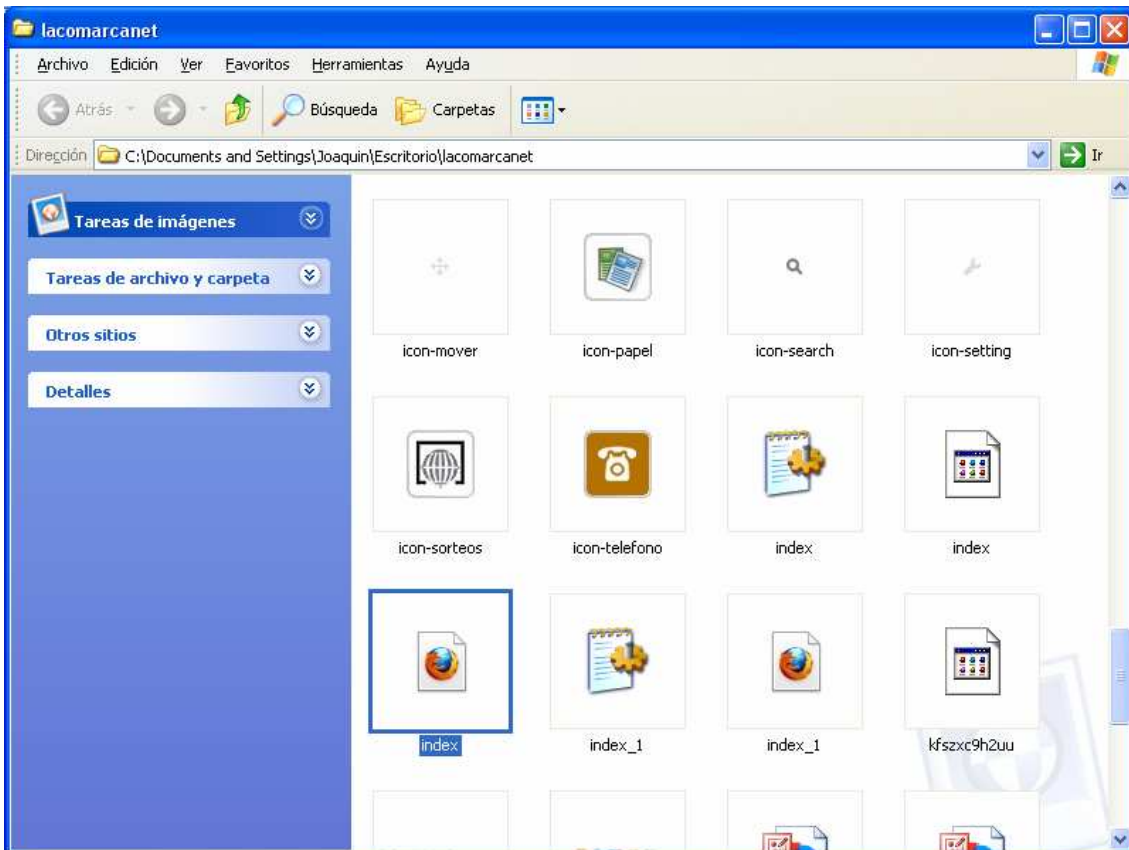 lacomarcanet
Archivo Edición Ver Favoritos Herramientas Ayuda
Atrás Búsqueda Carpetas
Dirección C:\Documents and Settings\Joaquin\Escritorio\lacomarcanet Ir
Tareas de imágenes
Tareas de archivo y carpeta
Otros sitios
Detalles
icon-mover icon-papel icon-search icon-setting
icon-sorteos icon-telefono index index
index index_1 index_1 kfszxc9h2uu